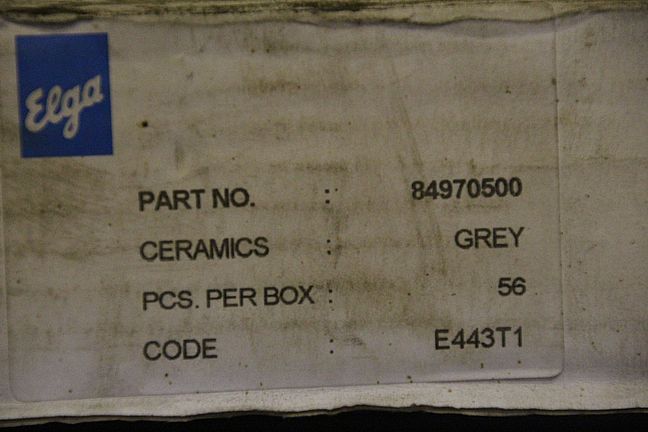 Elga
PART NO. : 84970500
CERAMICS : GREY
PCS. PER BOX : 56
CODE : E443T1